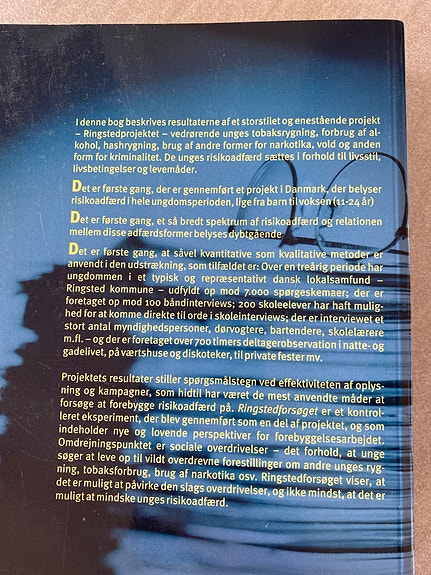 I denne bog beskrives resultaterne af et storstilet og enestående projekt
– Ringstedprojektet – vedrørende unges tobaksrygning, forbrug af al-
kohol, hashrygning, brug af andre former for narkotika, vold og anden
form for kriminalitet. De unges risikoadfærd sættes i forhold til livsstil,
livsbetingelser og levemåder.
Det er første gang, der er gennemført et projekt i Danmark, der belyser
risikoadfærd i hele ungdomsperioden, lige fra barn til voksen (11-24 år)
Det er første gang, et så bredt spektrum af risikoadfærd og relationen
mellem disse adfærdsformer belyses dybtgående
Det er første gang, at såvel kvantitative som kvalitative metoder er
anvendt i den udstrækning, som tilfældet er: Over en treårig periode har
ungdommen i et typisk og repræsentativt dansk lokalsamfund –
Ringsted kommune – udfyldt op mod 7.000 spørgeskemaer; der er
foretaget op mod 100 båndinterviews; 200 skoleelever har haft mulig-
hed for at komme direkte til orde i skoleinterviews; der er interviewet et
stort antal myndighedspersoner, dørvogtere, bartendere, skolelærere
m.fl. – og der er foretaget over 700 timers deltagerobservation i natte- og
gadelivet, på værtshuse og diskoteker, til private fester mv.
Projektets resultater stiller spørgsmålstegn ved effektiviteten af oplys-
ning og kampagner, som hidtil har været de mest anvendte måder at
forsøge at forebygge risikoadfærd på. Ringstedforsøget er et kontrol-
leret eksperiment, der blev gennemført som en del af projektet, og som
indeholder nye og lovende perspektiver for forebyggelsesarbejdet.
Omdrejningspunktet er sociale overdrivelser – det forhold, at unge
søger at leve op til vildt overdrevne forestillinger om andre unges ryg-
ning, tobaksforbrug, brug af narkotika osv. Ringstedforsøget viser, at
det er muligt at påvirke den slags overdrivelser, og ikke mindst, at det er
muligt at mindske unges risikoadfærd.